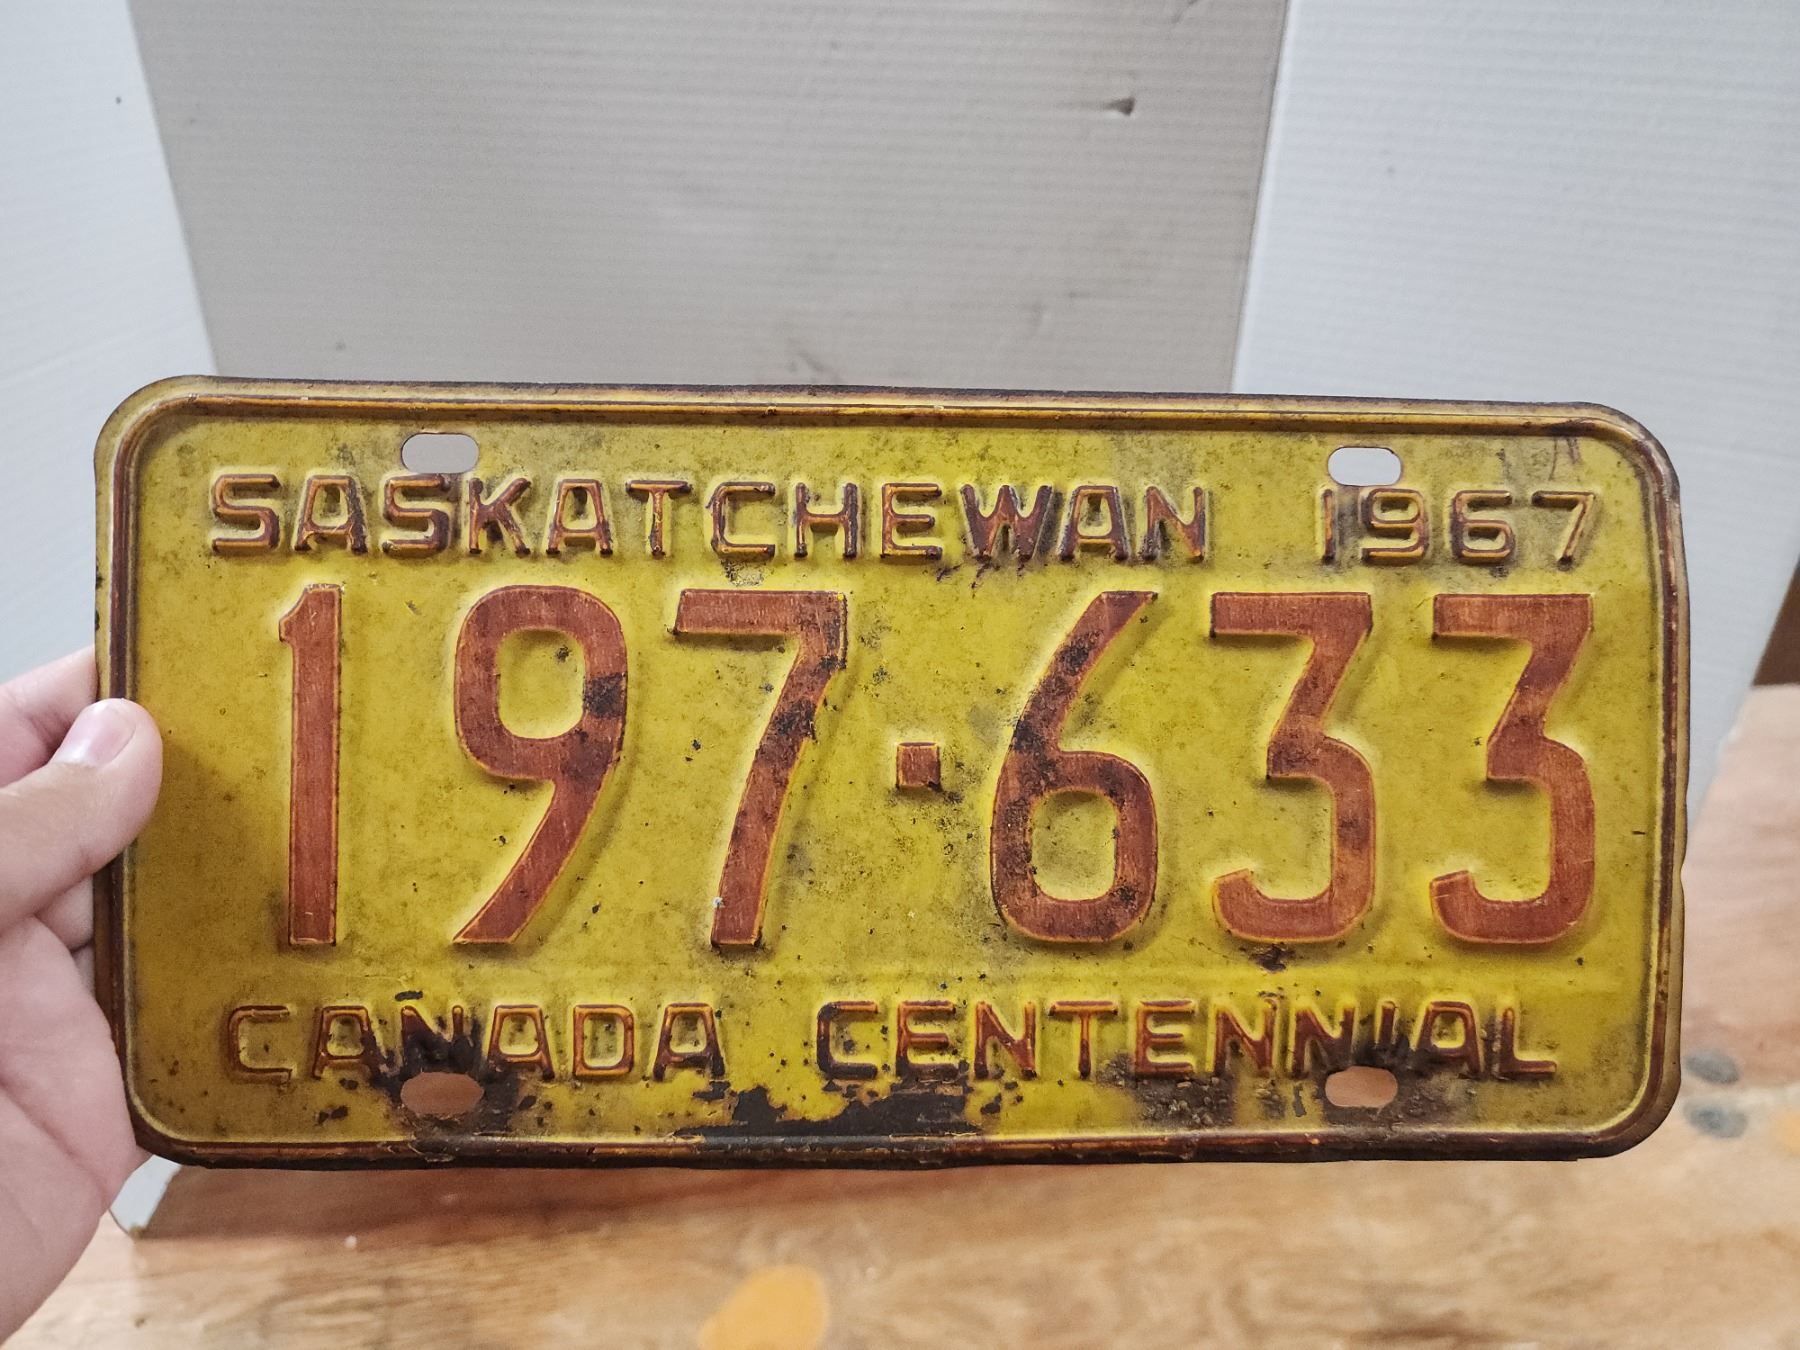 SASKATCHEWAN 1967
197-633
CANADA CENTENNIAL